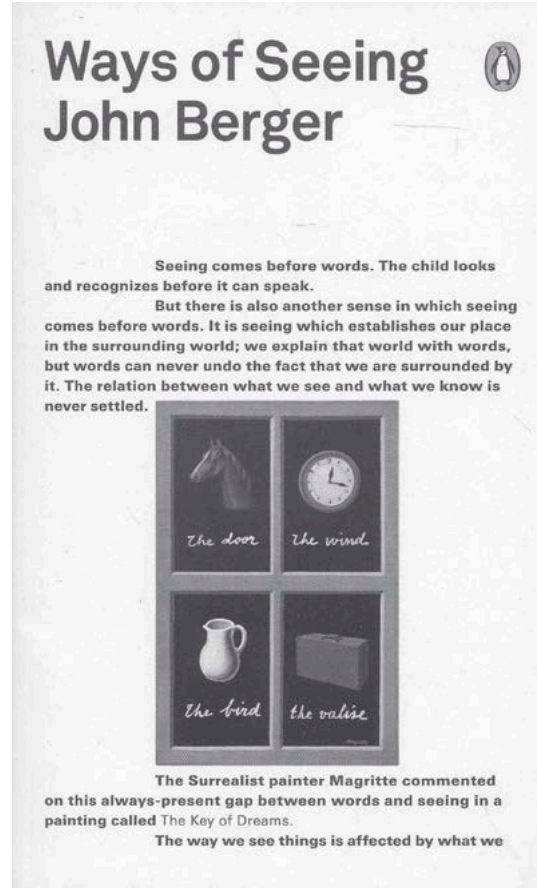 Ways of Seeing
John Berger
Seeing comes before words. The child looks
and recognizes before it can speak.
But there is also another sense in which seeing
comes before words. It is seeing which establishes our place
in the surrounding world; we explain that world with words,
but words can never undo the fact that we are surrounded by
it. The relation between what we see and what we know is
never settled.
The door
the wind
The bird
the valise
The Surrealist painter Magritte commented
on this always-present gap between words and seeing in a
painting called The Key of Dreams.
The way we see things is affected by what we